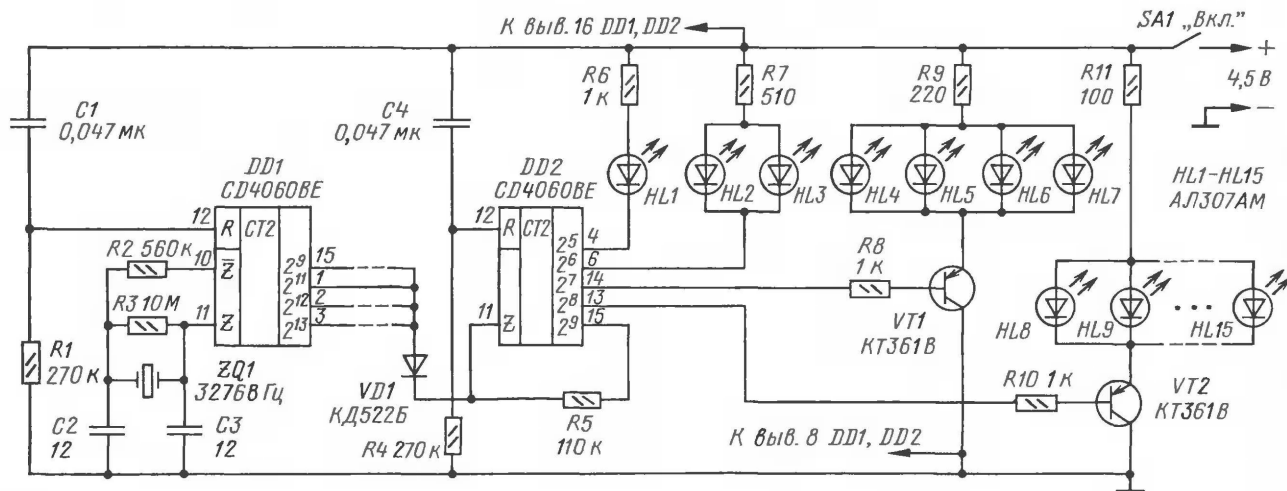 К выв. 16 DD1, DD2
SA1 „Вкл."
+
4,5 В
−
C1
0,047 мк
C4
0,047 мк
R6
1 к
R7
510
R9
220
R11
100
HL1
HL2
HL3
HL4
HL5
HL6
HL7
HL1-HL15
АЛ307АМ
DD1
CD4060BE
12
R
CT2
R2 560 к
10
Z
R3 10 М
11
Z
2⁹
15
2¹¹
1
2¹²
2
2¹³
3
R1
270 к
ZQ1
32768 Гц
C2
12
C3
12
VD1
КД522Б
DD2
CD4060BE
12
R
CT2
11
Z
2⁵
4
2⁶
6
2⁷
14
2⁸
13
2⁹
15
R4 270 к
R5
110 к
R8
1 к
VT1
КТ361В
HL8
HL9
...
HL15
R10 1 к
VT2
КТ361В
К выв. 8 DD1, DD2